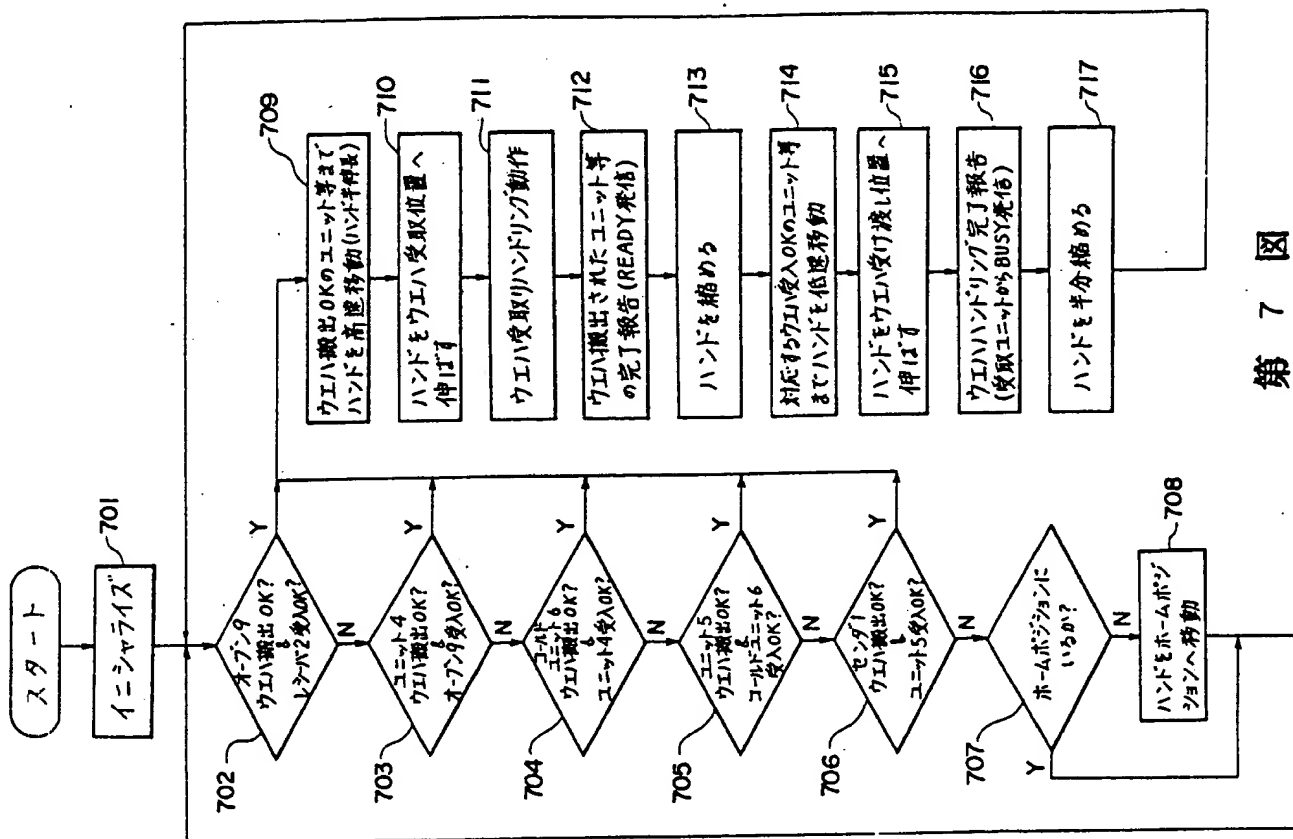 スタート
イニシャライズ
701
オーブン9
ウエハ搬出OK?
&
レシーバ2受入OK?
702
Y
N
ユニット4
ウエハ搬出OK?
&
オーブン9受入OK?
703
Y
N
コールド
ユニット6
ウエハ搬出OK?
&
ユニット4受入OK?
704
Y
N
ユニット5
ウエハ搬出OK?
&
コールドユニット6
受入OK?
705
Y
N
センダ1
ウエハ搬出OK?
&
ユニット5受入OK?
706
Y
N
ホームポジションに
いるか?
707
Y
N
ハンドをホームポジ
ションへ移動
708
709
ウエハ搬出OKのユニット等まで
ハンドを高速移動(ハンド半伸長)
710
ハンドをウエハ受取位置へ
伸ばす
711
ウエハ受取りハンドリング動作
712
ウエハ搬出されたユニット等
の完了報告(READY発信)
713
ハンドを縮める
714
対応するウエハ受入OKのユニット等
までハンドを低速移動
715
ハンドをウエハ受け渡し位置へ
伸ばす
716
ウエハハンドリング完了報告
(受取ユニットからBUSY発信)
717
ハンドを半分縮める
第 7 図